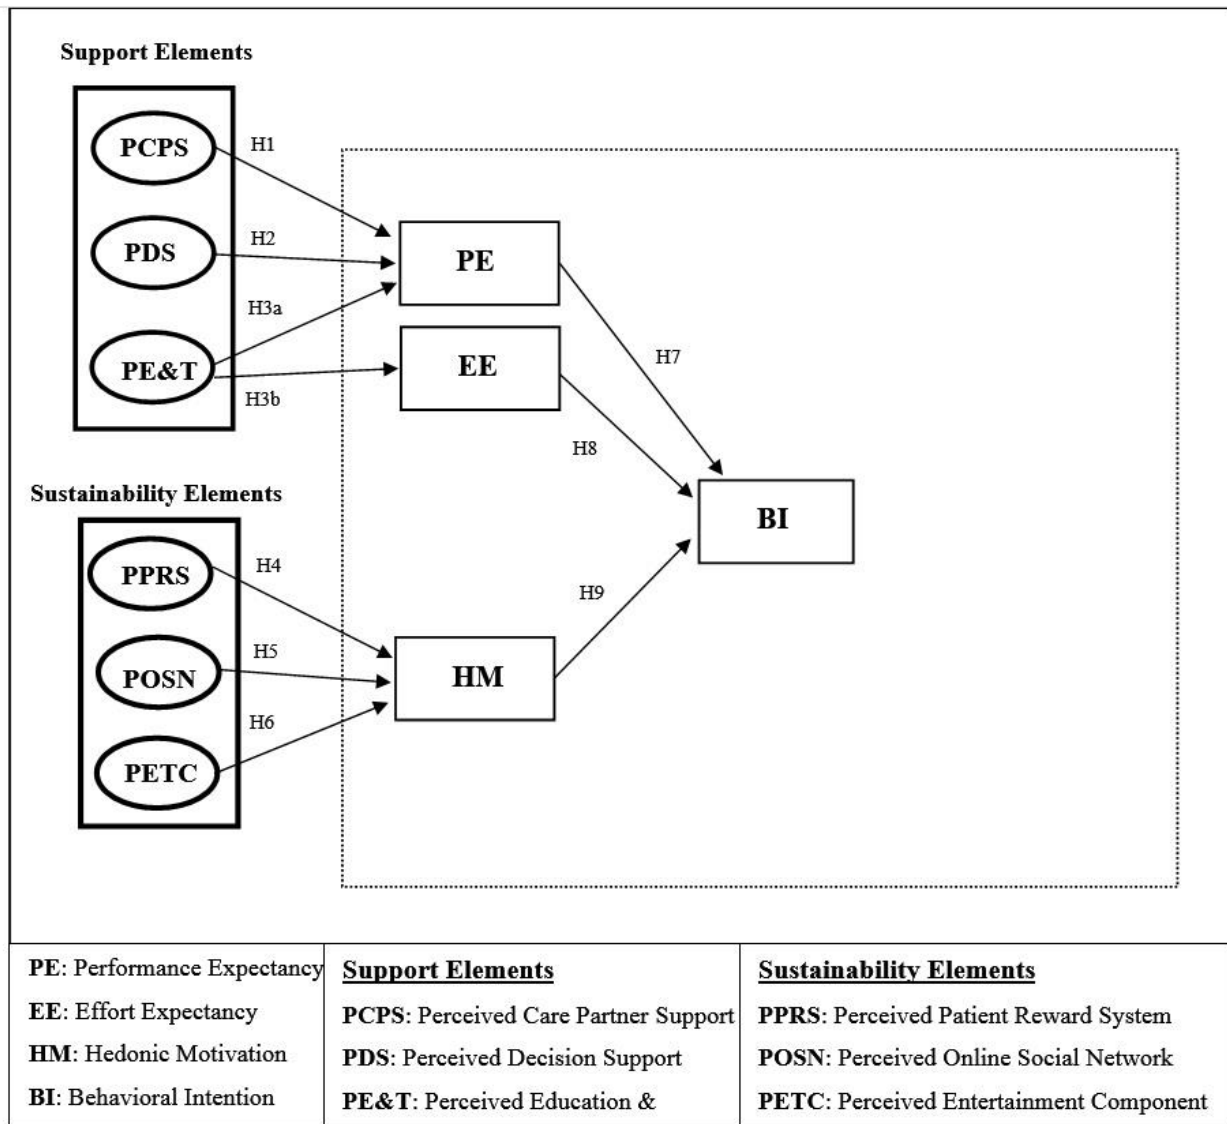 Support Elements
PCPS
H1
PDS
H2
PE
H3a
PE&T
H3b
EE
H7
H8
Sustainability Elements
BI
PPRS
H4
H9
POSN
H5
HM
H6
PETC
PE: Performance Expectancy
EE: Effort Expectancy
HM: Hedonic Motivation
BI: Behavioral Intention
Support Elements
PCPS: Perceived Care Partner Support
PDS: Perceived Decision Support
PE&T: Perceived Education &
Sustainability Elements
PPRS: Perceived Patient Reward System
POSN: Perceived Online Social Network
PETC: Perceived Entertainment Component